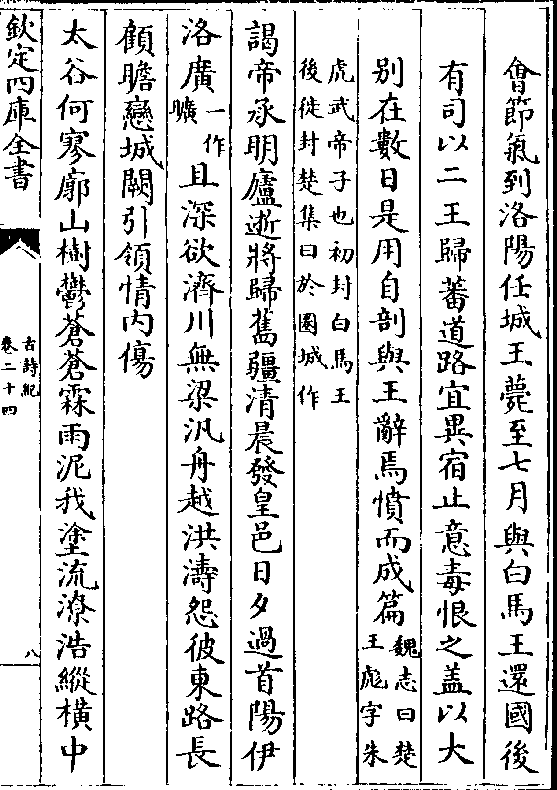 會節氣到洛陽任城王薨至七月與白馬王還國後
有司以二王歸蕃道路宜異宿止意毒恨之盖以大
别在數日是用自剖與王辭焉憤而成篇魏志曰楚
王彪字朱
虎武帝子也初封白馬王
後徙封楚集曰於圏城作
謁帝承明廬逝將歸舊疆清晨發皇邑日夕過首陽伊
洛廣一作
曠且深欲濟川無梁汎舟越洪濤怨彼東路長
顧瞻戀城闕引領情内傷
太谷何寥廓山樹鬱蒼蒼霖雨泥我塗流潦浩縱横中
欽定四庫全書
古詩紀
卷二十四
八